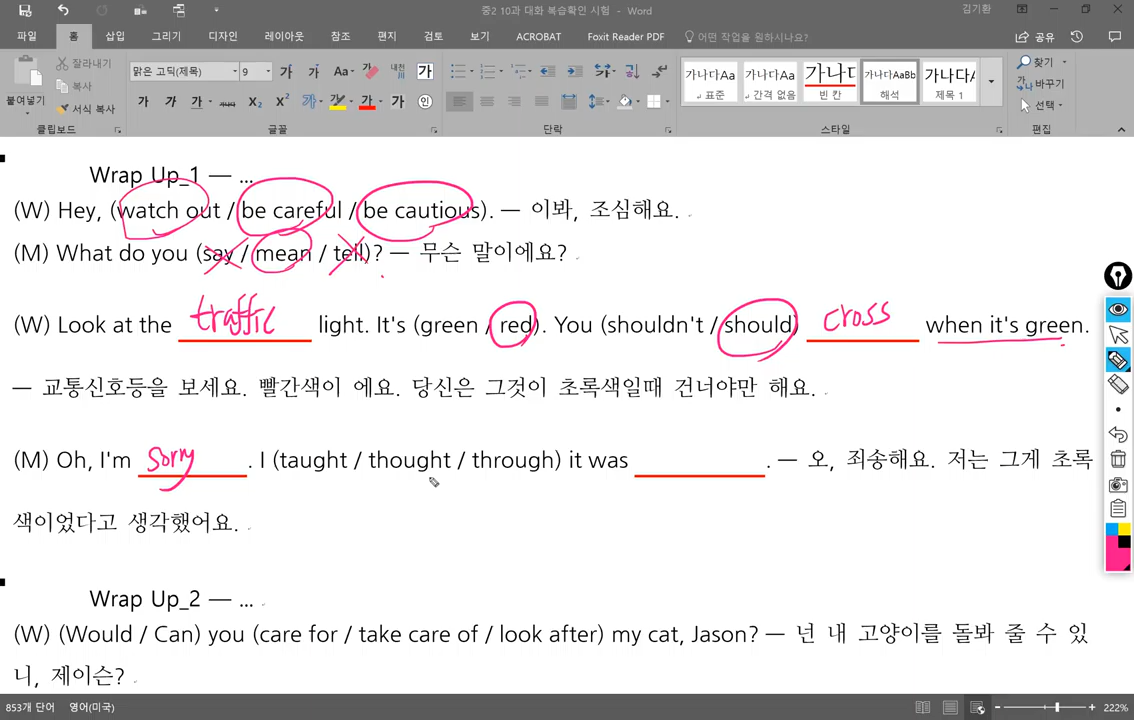 중2 10과 대화 복습확인 시험 - Word
김기환
파일 홈 삽입 그리기 디자인 레이아웃 참조 편지 검토 보기 ACROBAT Foxit Reader PDF 어떤 작업을 원하시나요? 공유
잘라내기
복사
서식 복사
붙여넣기
맑은 고딕(제목) 9
가나다Aa 가나다Aa 가나다 가나다AaBb 가나다A
표준 간격 없음 빈 칸 해석 제목 1
찾기
바꾸기
선택
클립보드 글꼴 단락 스타일 편집
Wrap Up_1 — ...
(W) Hey, (watch out / be careful / be cautious). — 이봐, 조심해요.
(M) What do you (say / mean / tell)? — 무슨 말이에요?
(W) Look at the traffic light. It's (green / red). You (shouldn't / should) cross when it's green.
— 교통신호등을 보세요. 빨간색이 에요. 당신은 그것이 초록색일때 건너야만 해요.
(M) Oh, I'm sorry. I (taught / thought / through) it was ________. — 오, 죄송해요. 저는 그게 초록
색이었다고 생각했어요.
Wrap Up_2 — ...
(W) (Would / Can) you (care for / take care of / look after) my cat, Jason? — 넌 내 고양이를 돌봐 줄 수 있
니, 제이슨?
853개 단어 영어(미국) 222%